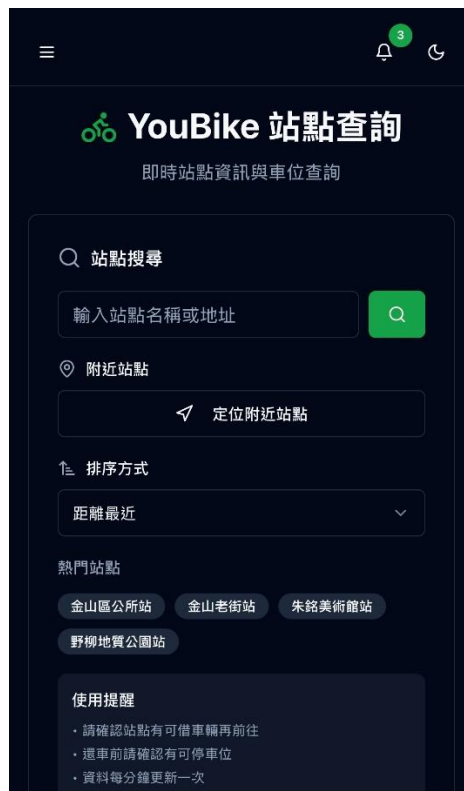 3
YouBike 站點查詢
即時站點資訊與車位查詢
站點搜尋
輸入站點名稱或地址
附近站點
定位附近站點
排序方式
距離最近
熱門站點
金山區公所站 金山老街站 朱銘美術館站
野柳地質公園站
使用提醒
・請確認站點有可借車輛再前往
・還車前請確認有可停車位
・資料每分鐘更新一次